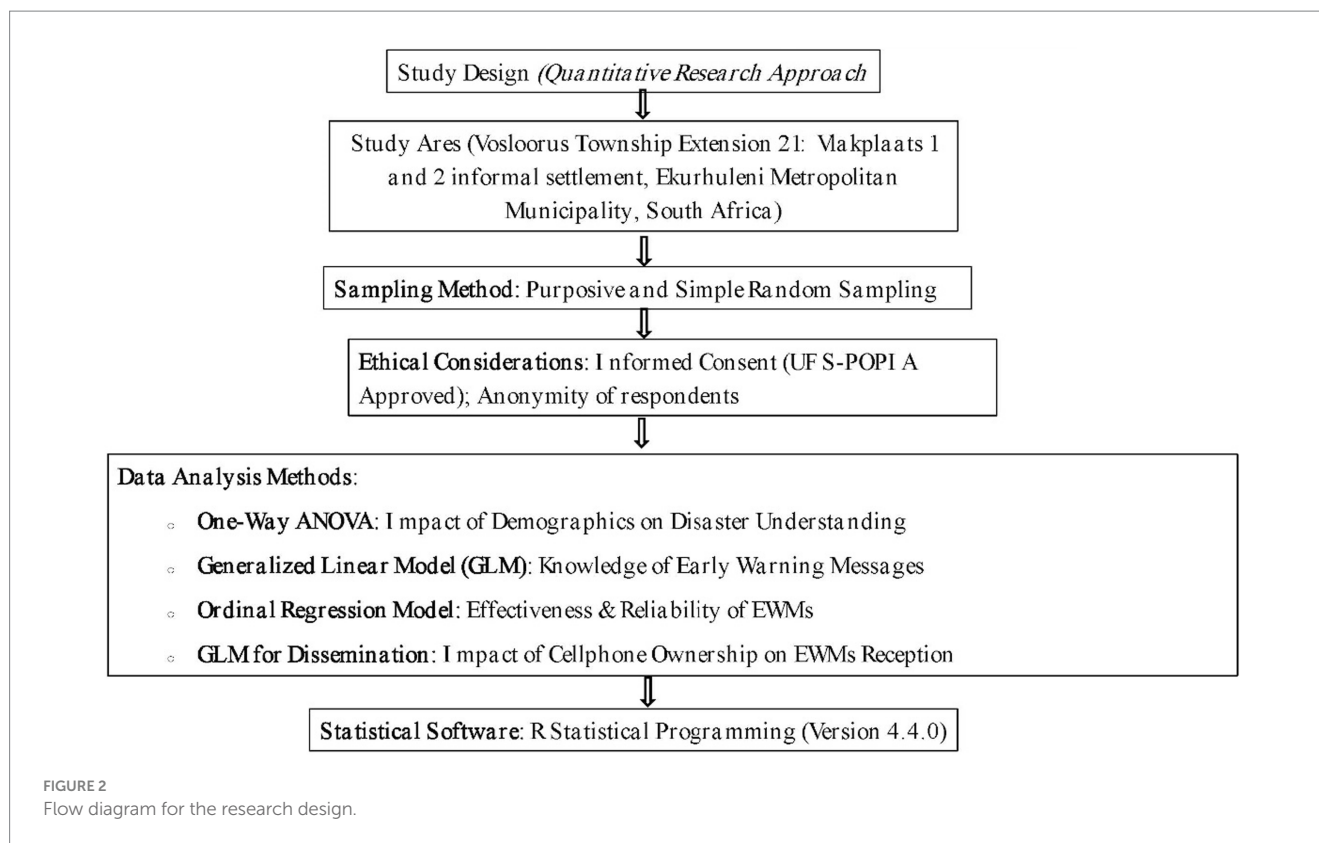 Study Design (Quantitative Research Approach
Study Ares (Vosloorus Township Extension 21: Vlakplaats 1
and 2 informal settlement, Ekurhuleni Metropolitan
Municipality, South Africa)
Sampling Method: Purposive and Simple Random Sampling
Ethical Considerations: Informed Consent (UFS-POPIA
Approved); Anonymity of respondents
Data Analysis Methods:
○ One-Way ANOVA: Impact of Demographics on Disaster Understanding
○ Generalized Linear Model (GLM): Knowledge of Early Warning Messages
○ Ordinal Regression Model: Effectiveness & Reliability of EWMs
○ GLM for Dissemination: Impact of Cellphone Ownership on EWMs Reception
Statistical Software: R Statistical Programming (Version 4.4.0)
FIGURE 2
Flow diagram for the research design.